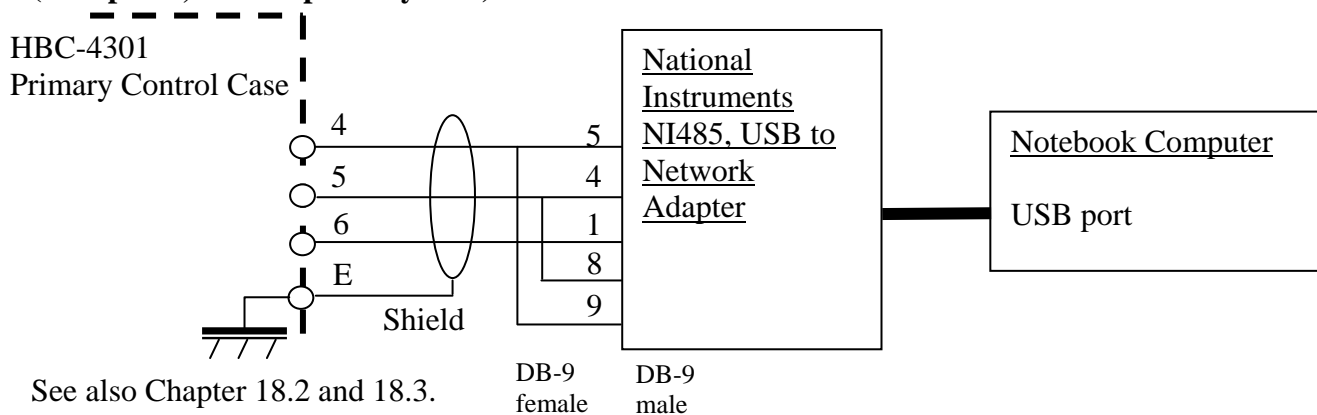 HBC-4301
Primary Control Case
4
5
6
E
Shield
5
4
1
8
9
National
Instruments
NI485, USB to
Network
Adapter
Notebook Computer
USB port
DB-9
female
DB-9
male
See also Chapter 18.2 and 18.3.